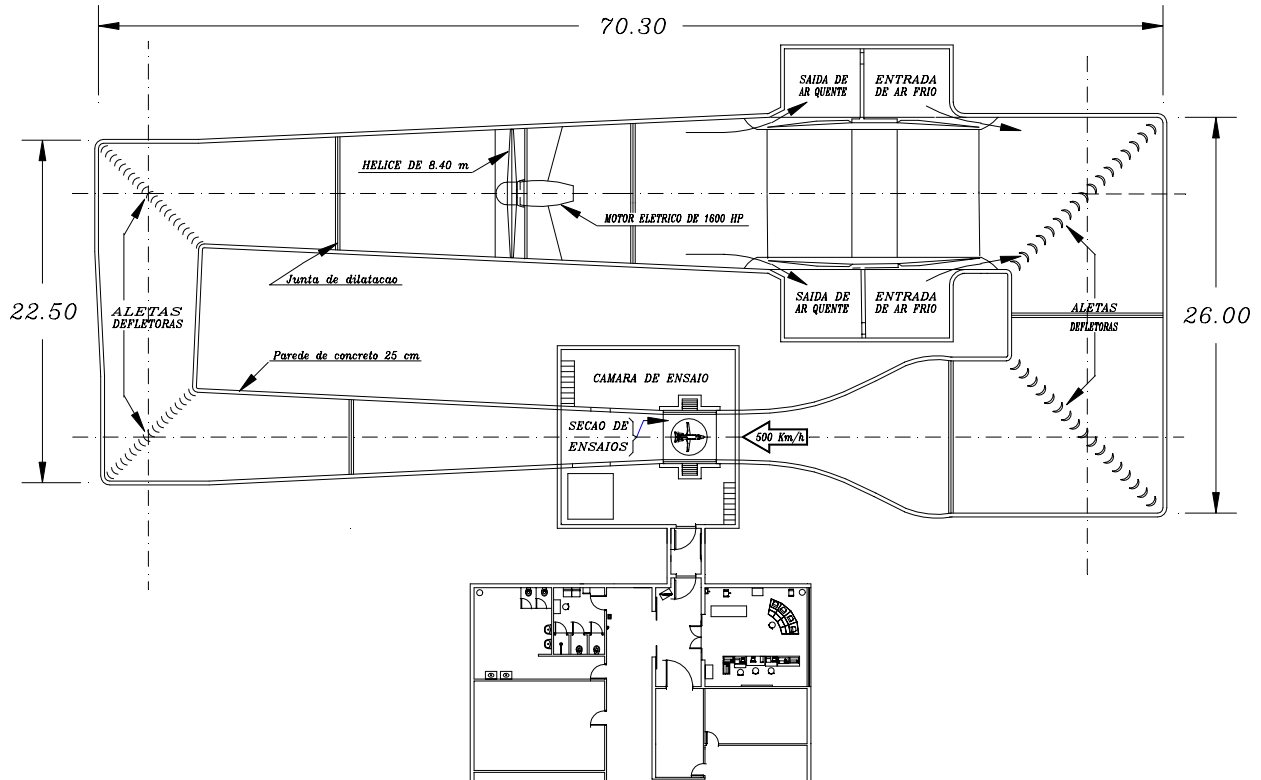 70.30
SAIDA DE
AR QUENTE
ENTRADA
DE AR FRIO
HELICE DE 8.40 m
MOTOR ELETRICO DE 1600 HP
Junta de dilatacao
22.50
ALETAS
DEFLETORAS
SAIDA DE
AR QUENTE
ENTRADA
DE AR FRIO
ALETAS
DEFLETORAS
26.00
Parede de concreto 25 cm
CAMARA DE ENSAIO
SECAO DE
ENSAIOS
500 Km/h